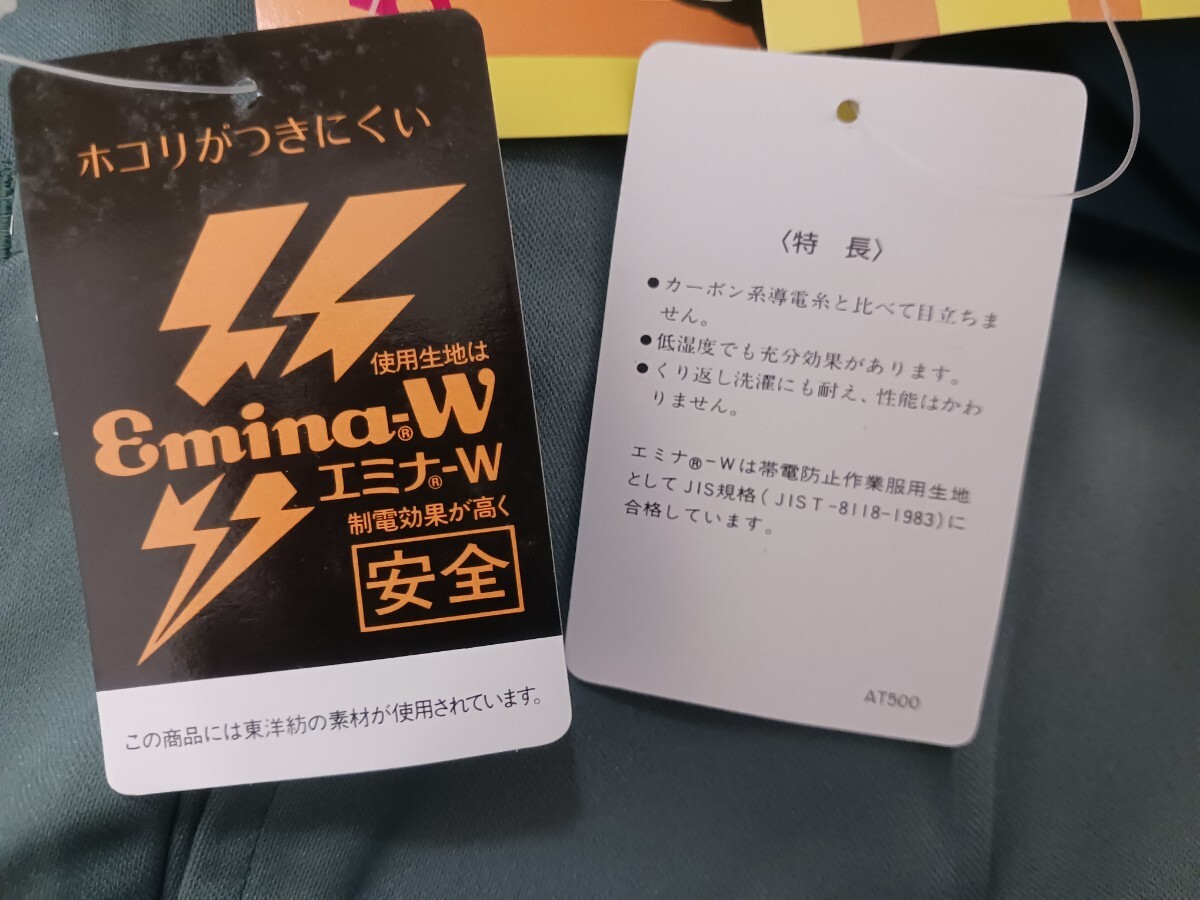 ホコリがつきにくい
使用生地は
Emina®-W
エミナ®-W
制電効果が高く
安全
この商品には東洋紡の素材が使用されています。
〈特 長〉
●カーボン系導電糸と比べて目立ちま
せん。
●低湿度でも充分効果があります。
●くり返し洗濯にも耐え、性能はかわ
りません。
エミナ®-Wは帯電防止作業服用生地
としてJIS規格(JIS T-8118-1983)に
合格しています。
AT500